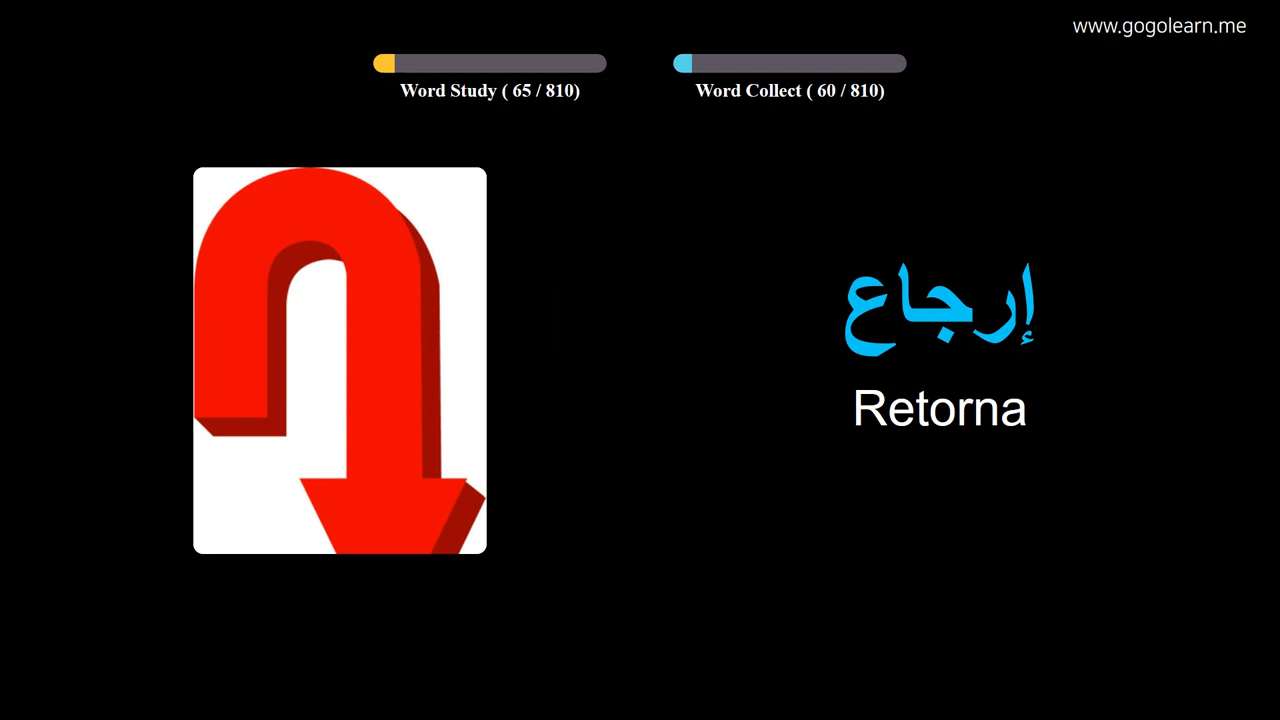 www.gogolearn.me
Word Study ( 65 / 810)
Word Collect ( 60 / 810)
إرجاع
Retorna